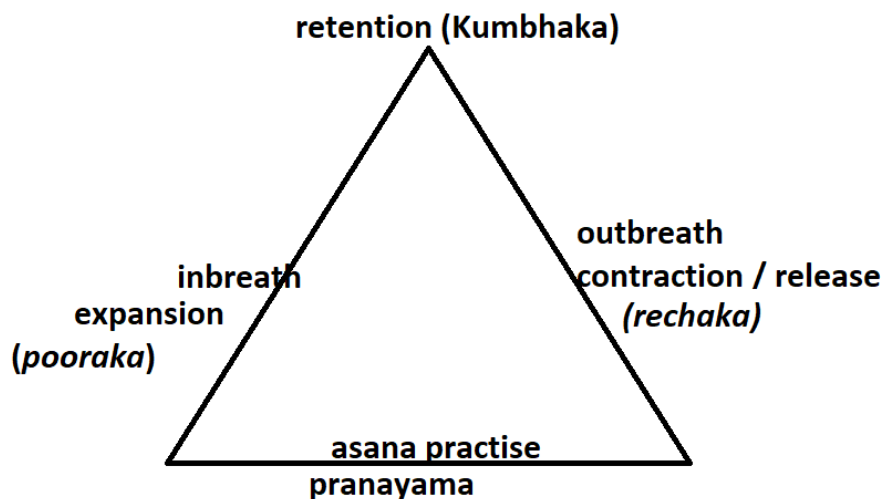 retention (Kumbhaka)
outbreath
contraction / release
(rechaka)
inbreath
expansion
(pooraka)
asana practise
pranayama